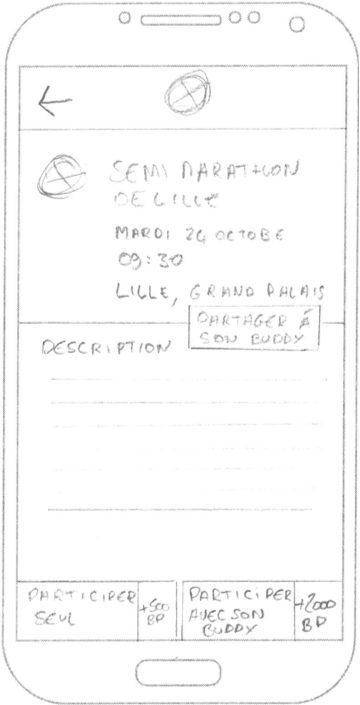 SEMI MARATHON
DE LILLE
MARDI 24 OCTOBE
09:30
LILLE, GRAND PALAIS
PARTAGER À
SON BUDDY
DESCRIPTION
PARTICIPER
SEUL
+500
BP
PARTICIPER
AVEC SON
BUDDY
+2000
BP